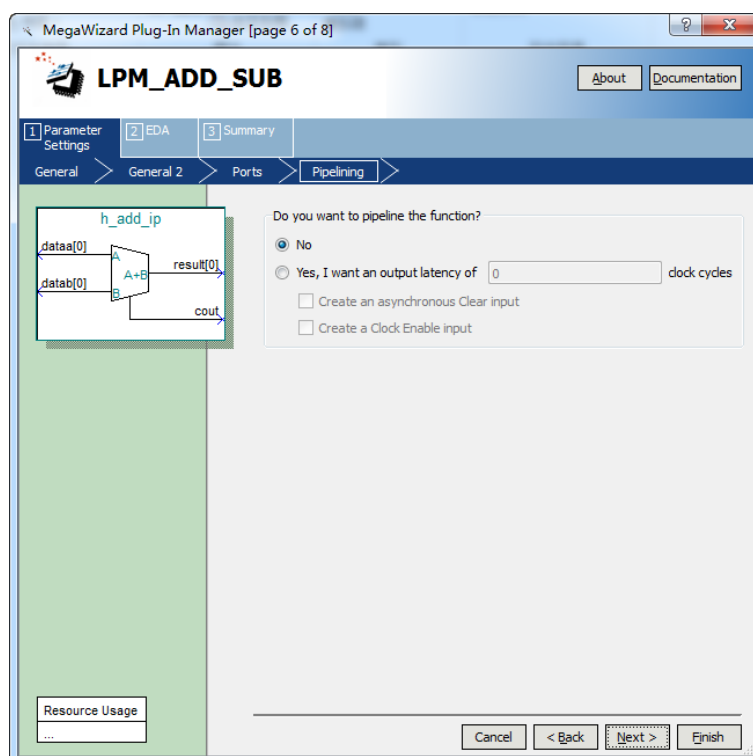 MegaWizard Plug-In Manager [page 6 of 8]
?
X
LPM_ADD_SUB
About
Documentation
1 Parameter Settings
2 EDA
3 Summary
General
General 2
Ports
Pipelining
h_add_ip
dataa[0]
A
A+B
result[0]
datab[0]
B
cout
Do you want to pipeline the function?
No
Yes, I want an output latency of 0 clock cycles
Create an asynchronous Clear input
Create a Clock Enable input
Resource Usage
...
Cancel
< Back
Next >
Finish